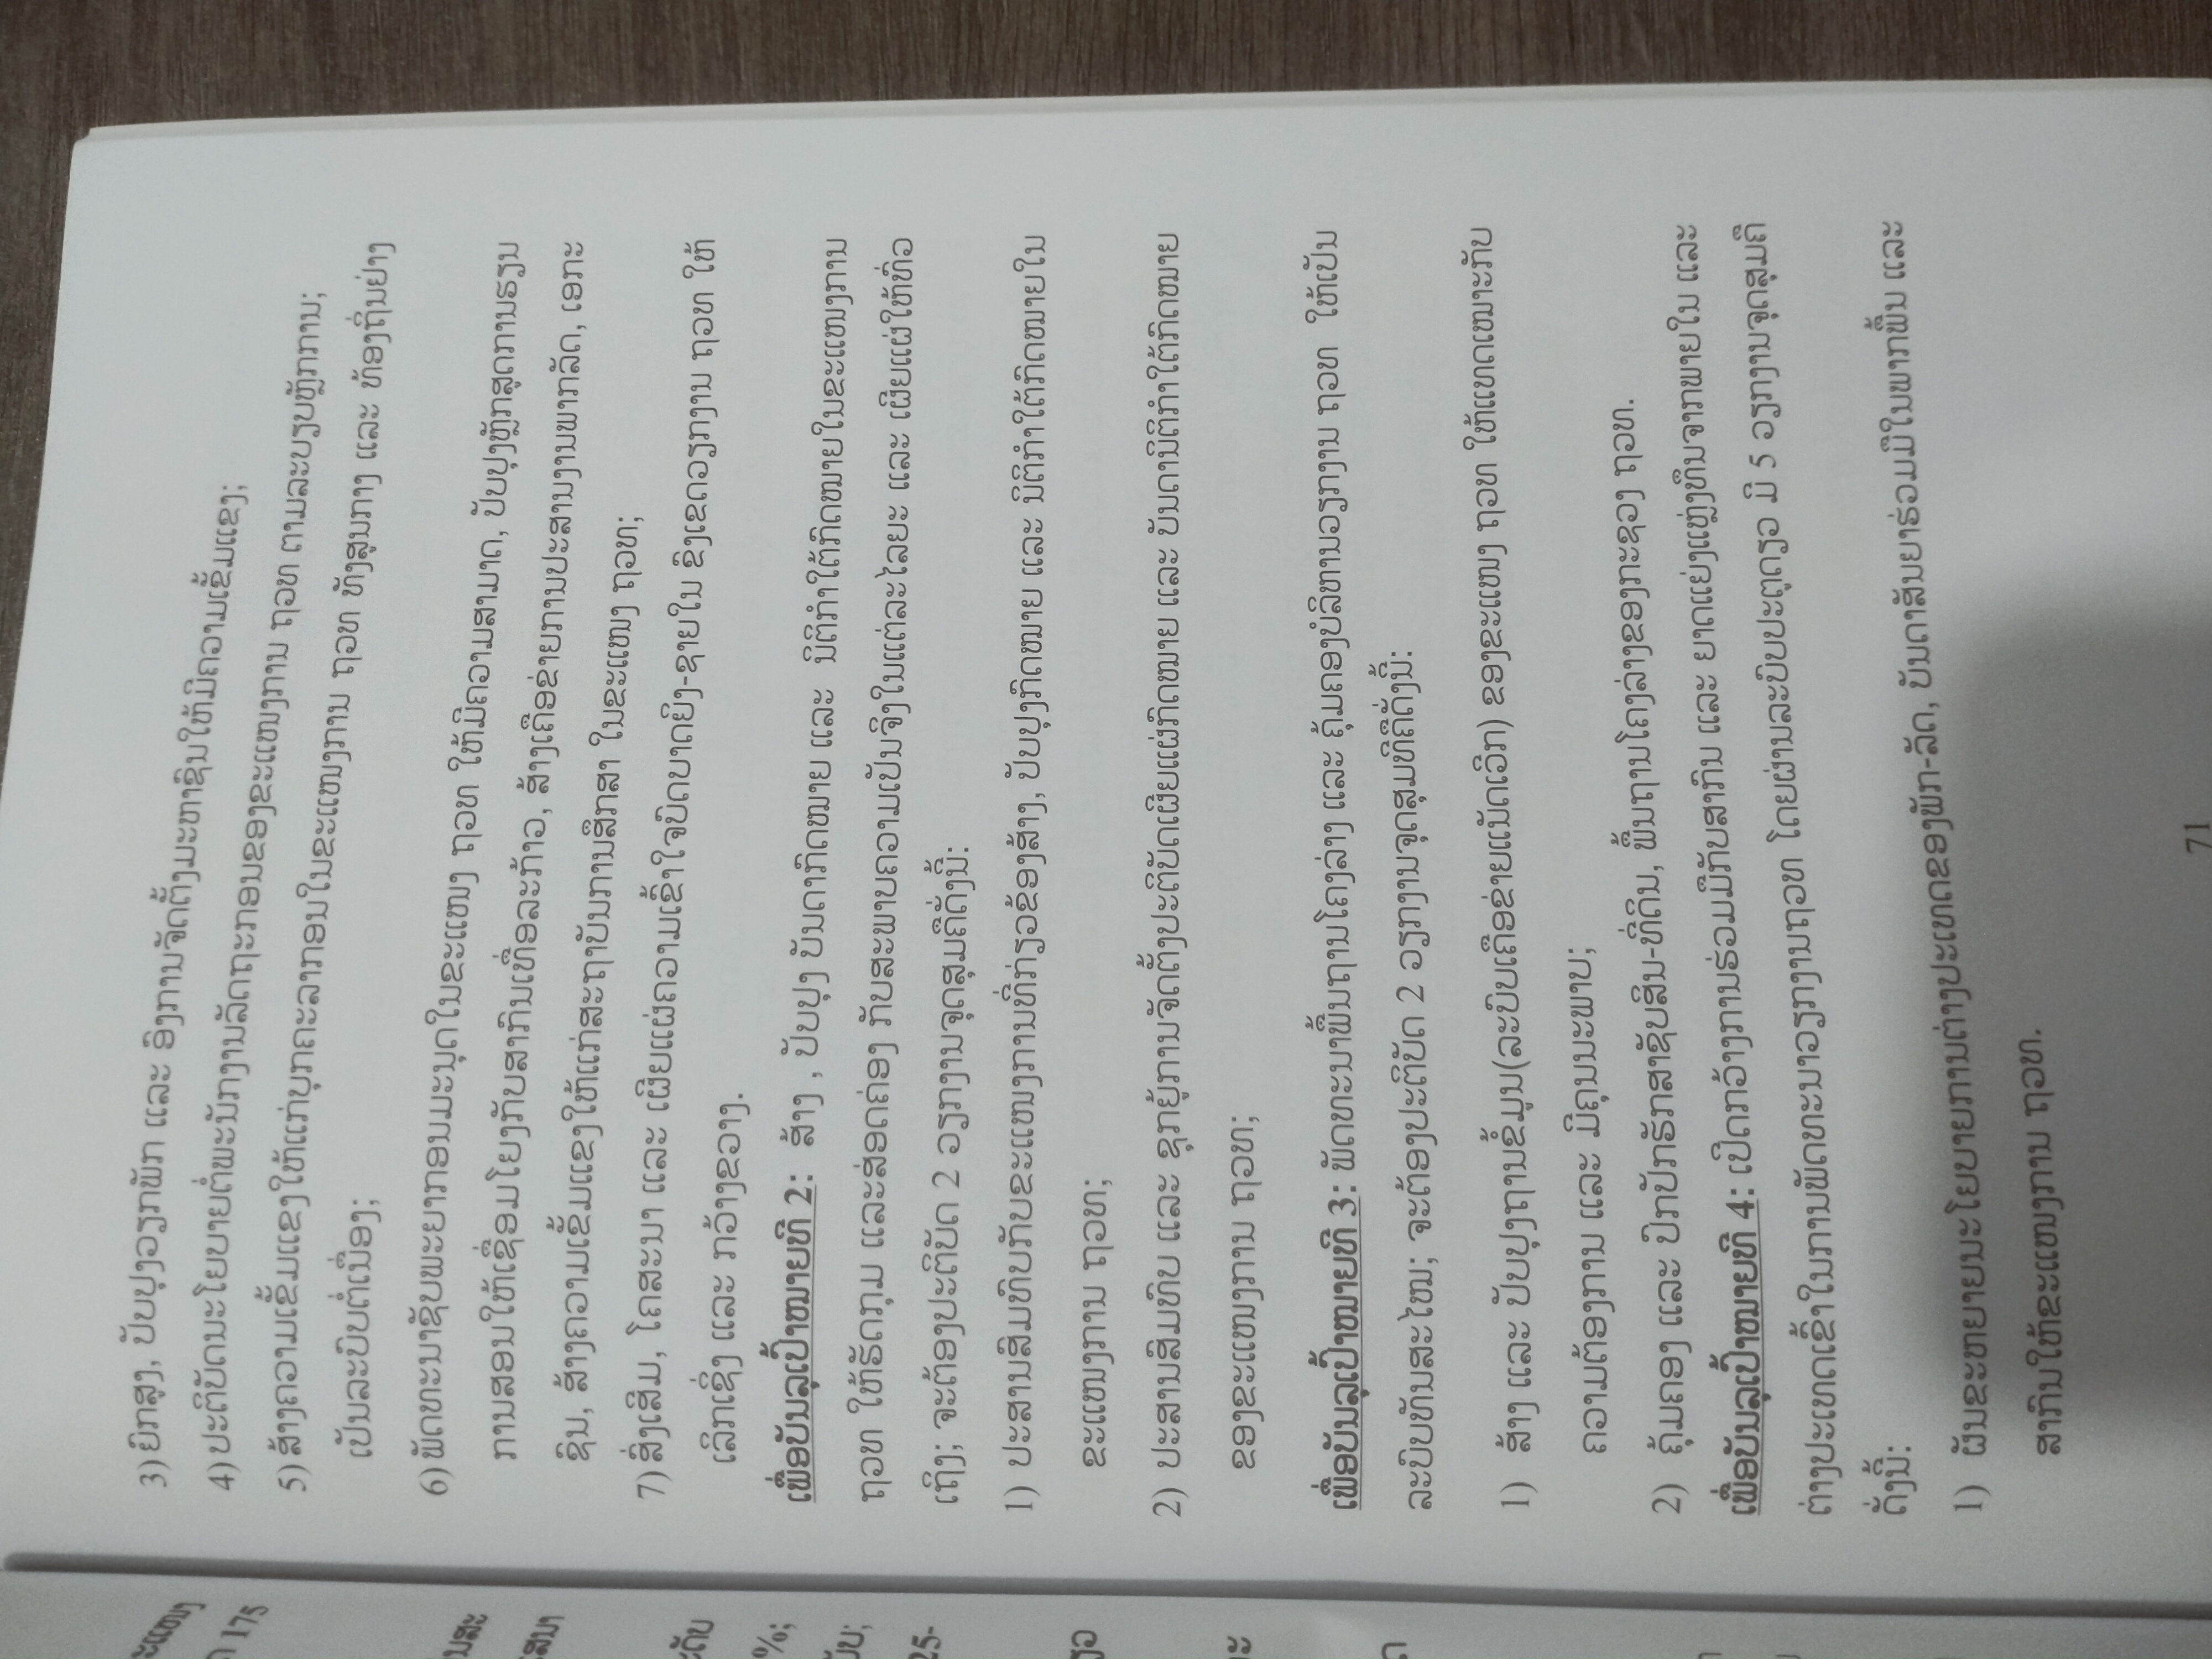 3) ຍົກສູງ, ປັບປຸງວຽກພັກ ແລະ ອົງການຈັດຕັ້ງມະຫາຊົນໃຫ້ມີຄວາມເຂັ້ມແຂງ;
4) ປະຕິບັດນະໂຍບາຍຕໍ່ພະນັກງານລັດຖະກອນຂອງຂະແໜງການ ຖວທ ຕາມລະບຽບຫຼັກການ;
5) ສ້າງຄວາມເຂັ້ມແຂງໃຫ້ແກ່ບຸກຄະລາກອນໃນຂະແໜງການ ຖວທ ທັງສູນກາງ ແລະ ທ້ອງຖິ່ນຢ່າງ
ເປັນລະບົບຕໍ່ເນື່ອງ;
6) ພັດທະນາຊັບພະຍາກອນມະນຸດໃນຂະແໜງ ຖວທ ໃຫ້ມີຄວາມສາມາດ, ປັບປຸງຫຼັກສູດການຮຽນ
ການສອນໃຫ້ເຊື່ອມໂຍງກັບສາກົນເທື່ອລະກ້າວ, ສ້າງເຄືອຂ່າຍການປະສານງານພາກລັດ, ເອກະ
ຊົນ, ສ້າງຄວາມເຂັ້ມແຂງໃຫ້ແກ່ສະຖາບັນການສຶກສາ ໃນຂະແໜງ ຖວທ;
7) ສົ່ງເສີມ, ໂຄສະນາ ແລະ ເຜີຍແຜ່ຄວາມເຂົ້າໃຈບົດບາດຍິງ-ຊາຍໃນ ຂົງເຂດວຽກງານ ຖວທ ໃຫ້
ເລິກເຊິ່ງ ແລະ ກວ້າງຂວາງ.
ເພື່ອບັນລຸເປົ້າໝາຍທີ 2: ສ້າງ , ປັບປຸງ ບັນດາກົດໝາຍ ແລະ ນິຕິກຳໃຕ້ກົດໝາຍໃນຂະແໜງການ
ຖວທ ໃຫ້ຮັດກຸມ ແລະສ່ອດຄ່ອງ ກັບສະພາບຄວາມເປັນຈິງໃນແຕ່ລະໄລຍະ ແລະ ເຜີຍແຜ່ໃຫ້ທົ່ວ
ເຖິງ; ຈະຕ້ອງປະຕິບັດ 2 ວຽກງານຈຸດສຸມຄືດັ່ງນີ້:
1) ປະສານສົມທົບກັບຂະແໜງການທີ່ກ່ຽວຂ້ອງສ້າງ, ປັບປຸງກົດໝາຍ ແລະ ນິຕິກຳໃຕ້ກົດໝາຍໃນ
ຂະແໜງການ ຖວທ;
2) ປະສານສົມທົບ ແລະ ຊຸກຍູ້ການຈັດຕັ້ງປະຕິບັດເຜີຍແຜ່ກົດໝາຍ ແລະ ບັນດານິຕິກຳໃຕ້ກົດໝາຍ
ຂອງຂະແໜງການ ຖວທ;
ເພື່ອບັນລຸເປົ້າໝາຍທີ 3: ພັດທະນາພື້ນຖານໂຄງລ່າງ ແລະ ຄຸ້ມຄອງບໍລິຫານວຽກງານ ຖວທ ໃຫ້ເປັນ
ລະບົບທັນສະໄໝ; ຈະຕ້ອງປະຕິບັດ 2 ວຽກງານຈຸດສຸມທີ່ຄືດັ່ງນີ້:
1) ສ້າງ ແລະ ປັບປຸງຖານຂໍ້ມູນ(ລະບົບເຄືອຂ່າຍເນັດເວີກ) ຂອງຂະແໜງ ຖວທ ໃຫ້ແທດເໝາະກັບ
ຄວາມຕ້ອງການ ແລະ ມີຄຸນນະພາບ;
2) ຄຸ້ມຄອງ ແລະ ປົກປັກຮັກສາຊັບສິນ-ທີ່ດິນ, ພື້ນຖານໂຄງລ່າງຂອງກະຊວງ ຖວທ.
ເພື່ອບັນລຸເປົ້າໝາຍທີ 4: ເປີດກວ້າງການຮ່ວມມືກັບສາກົນ ແລະ ຍາດແຍ່ງແຫຼ່ງທຶນຈາກພາຍໃນ ແລະ
ຕ່າງປະເທດເຂົ້າໃນການພັດທະນາວຽກງານຖວທ ໂດຍຜ່ານລະບົບປະຕູດຽວ ມີ 5 ວຽກງານຈຸດສຸມຄື
ດັ່ງນີ້:
1) ຜັນຂະຫຍາຍນະໂຍບາຍການຕ່າງປະເທດຂອງພັກ-ລັດ, ບັນດາສັນຍາຮ່ວມມືໃນພາກພື້ນ ແລະ
ສາກົນໃຫ້ຂະແໜງການ ຖວທ.
71